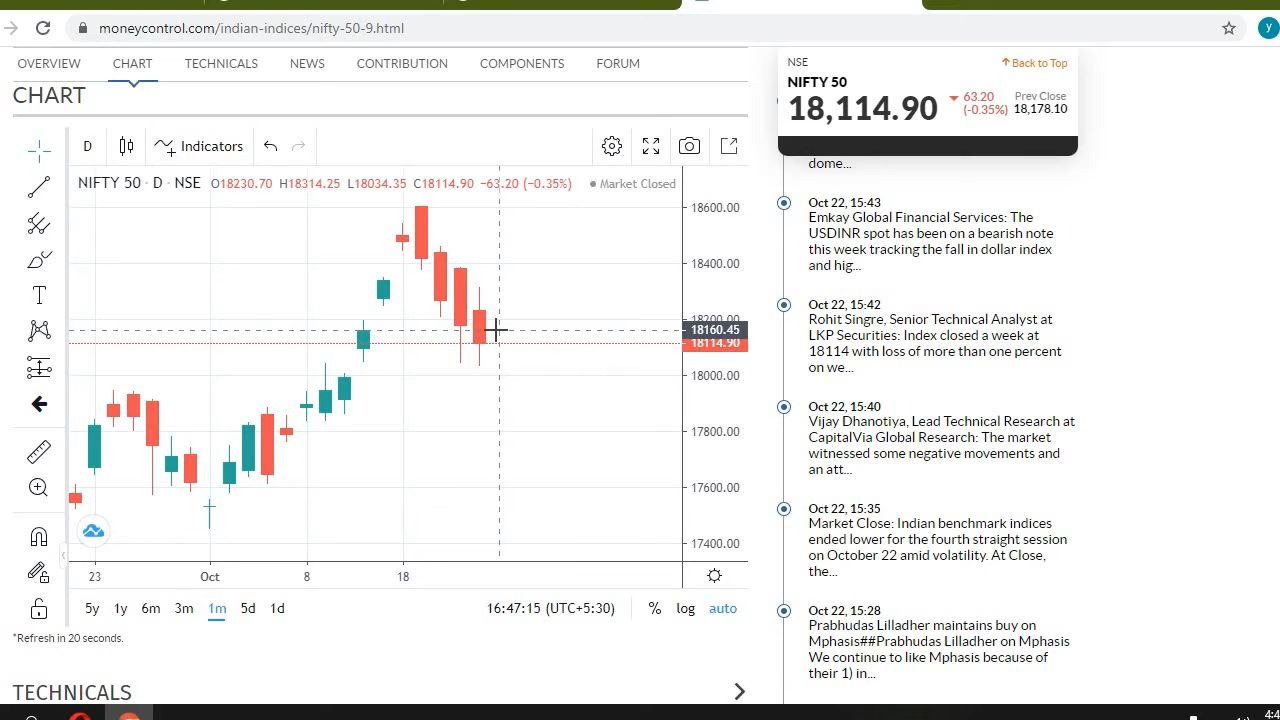 moneycontrol.com/indian-indices/nifty-50-9.html
y
OVERVIEW CHART TECHNICALS NEWS CONTRIBUTION COMPONENTS FORUM
CHART
D Indicators
NIFTY 50 · D · NSE O18230.70 H18314.25 L18034.35 C18114.90 −63.20 (−0.35%) Market Closed
18600.00
18400.00
18200.00
18160.45
18114.90
18000.00
17800.00
17600.00
17400.00
23 Oct 8 18
5y 1y 6m 3m 1m 5d 1d 16:47:15 (UTC+5:30) % log auto
*Refresh in 20 seconds.
TECHNICALS
NSE Back to Top
NIFTY 50
18,114.90 63.20 (-0.35%) Prev Close 18,178.10
dome...
Oct 22, 15:43
Emkay Global Financial Services: The
USDINR spot has been on a bearish note
this week tracking the fall in dollar index
and hig...
Oct 22, 15:42
Rohit Singre, Senior Technical Analyst at
LKP Securities: Index closed a week at
18114 with loss of more than one percent
on we...
Oct 22, 15:40
Vijay Dhanotiya, Lead Technical Research at
CapitalVia Global Research: The market
witnessed some negative movements and
an att...
Oct 22, 15:35
Market Close: Indian benchmark indices
ended lower for the fourth straight session
on October 22 amid volatility. At Close,
the...
Oct 22, 15:28
Prabhudas Lilladher maintains buy on
Mphasis##Prabhudas Lilladher on Mphasis
We continue to like Mphasis because of
their 1) in...